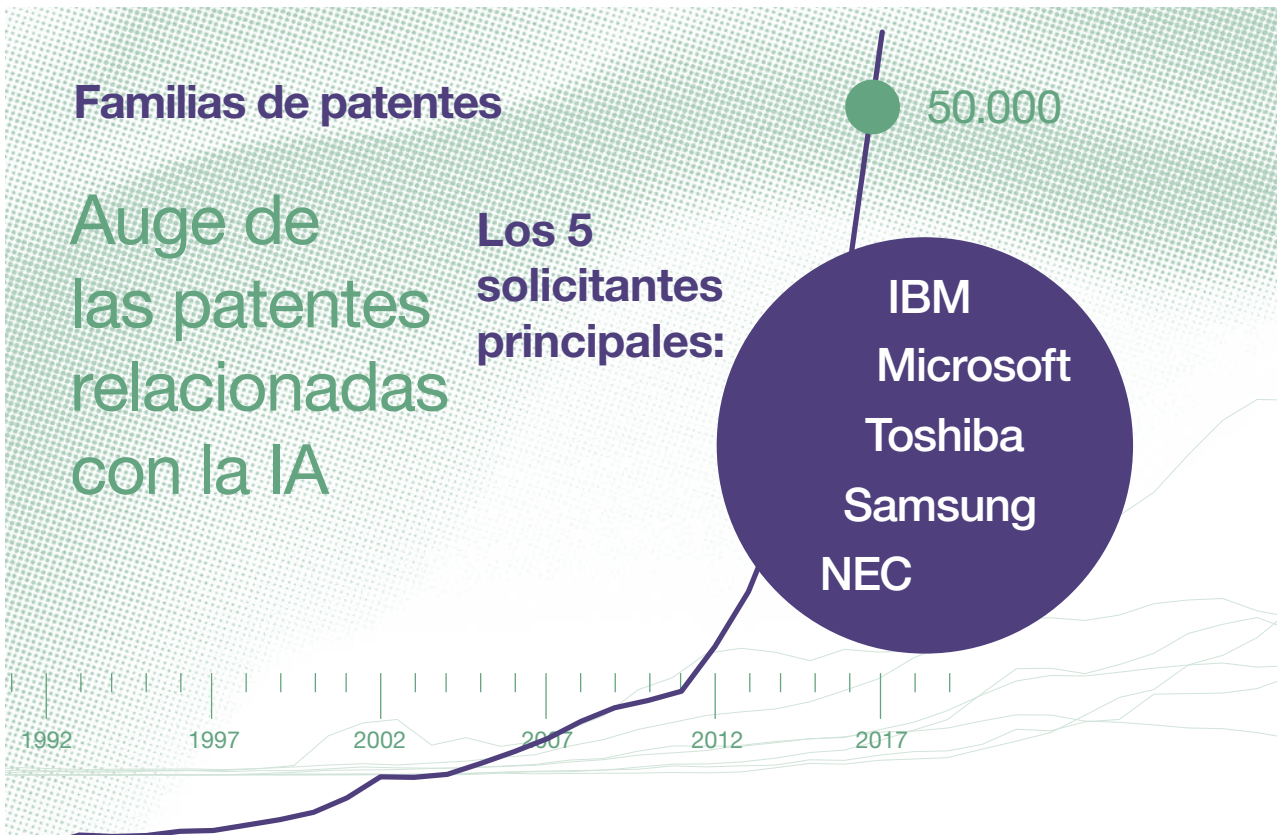 Familias de patentes
50.000
Auge de
las patentes
relacionadas
con la IA
Los 5
solicitantes
principales:
IBM
Microsoft
Toshiba
Samsung
NEC
1992 1997 2002 2007 2012 2017